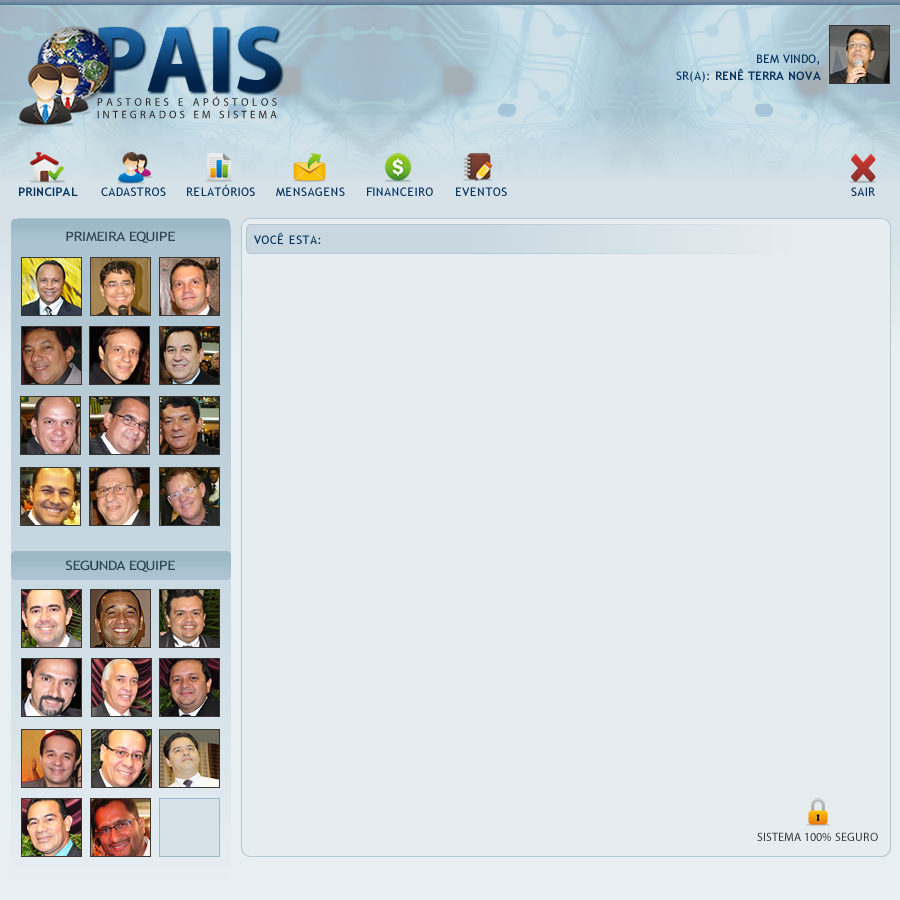 PAIS
PASTORES E APÓSTOLOS
INTEGRADOS EM SISTEMA
BEM VINDO,
SR(A): RENÊ TERRA NOVA
PRINCIPAL
CADASTROS
RELATÓRIOS
MENSAGENS
FINANCEIRO
EVENTOS
SAIR
PRIMEIRA EQUIPE
VOCÊ ESTA:
SEGUNDA EQUIPE
SISTEMA 100% SEGURO